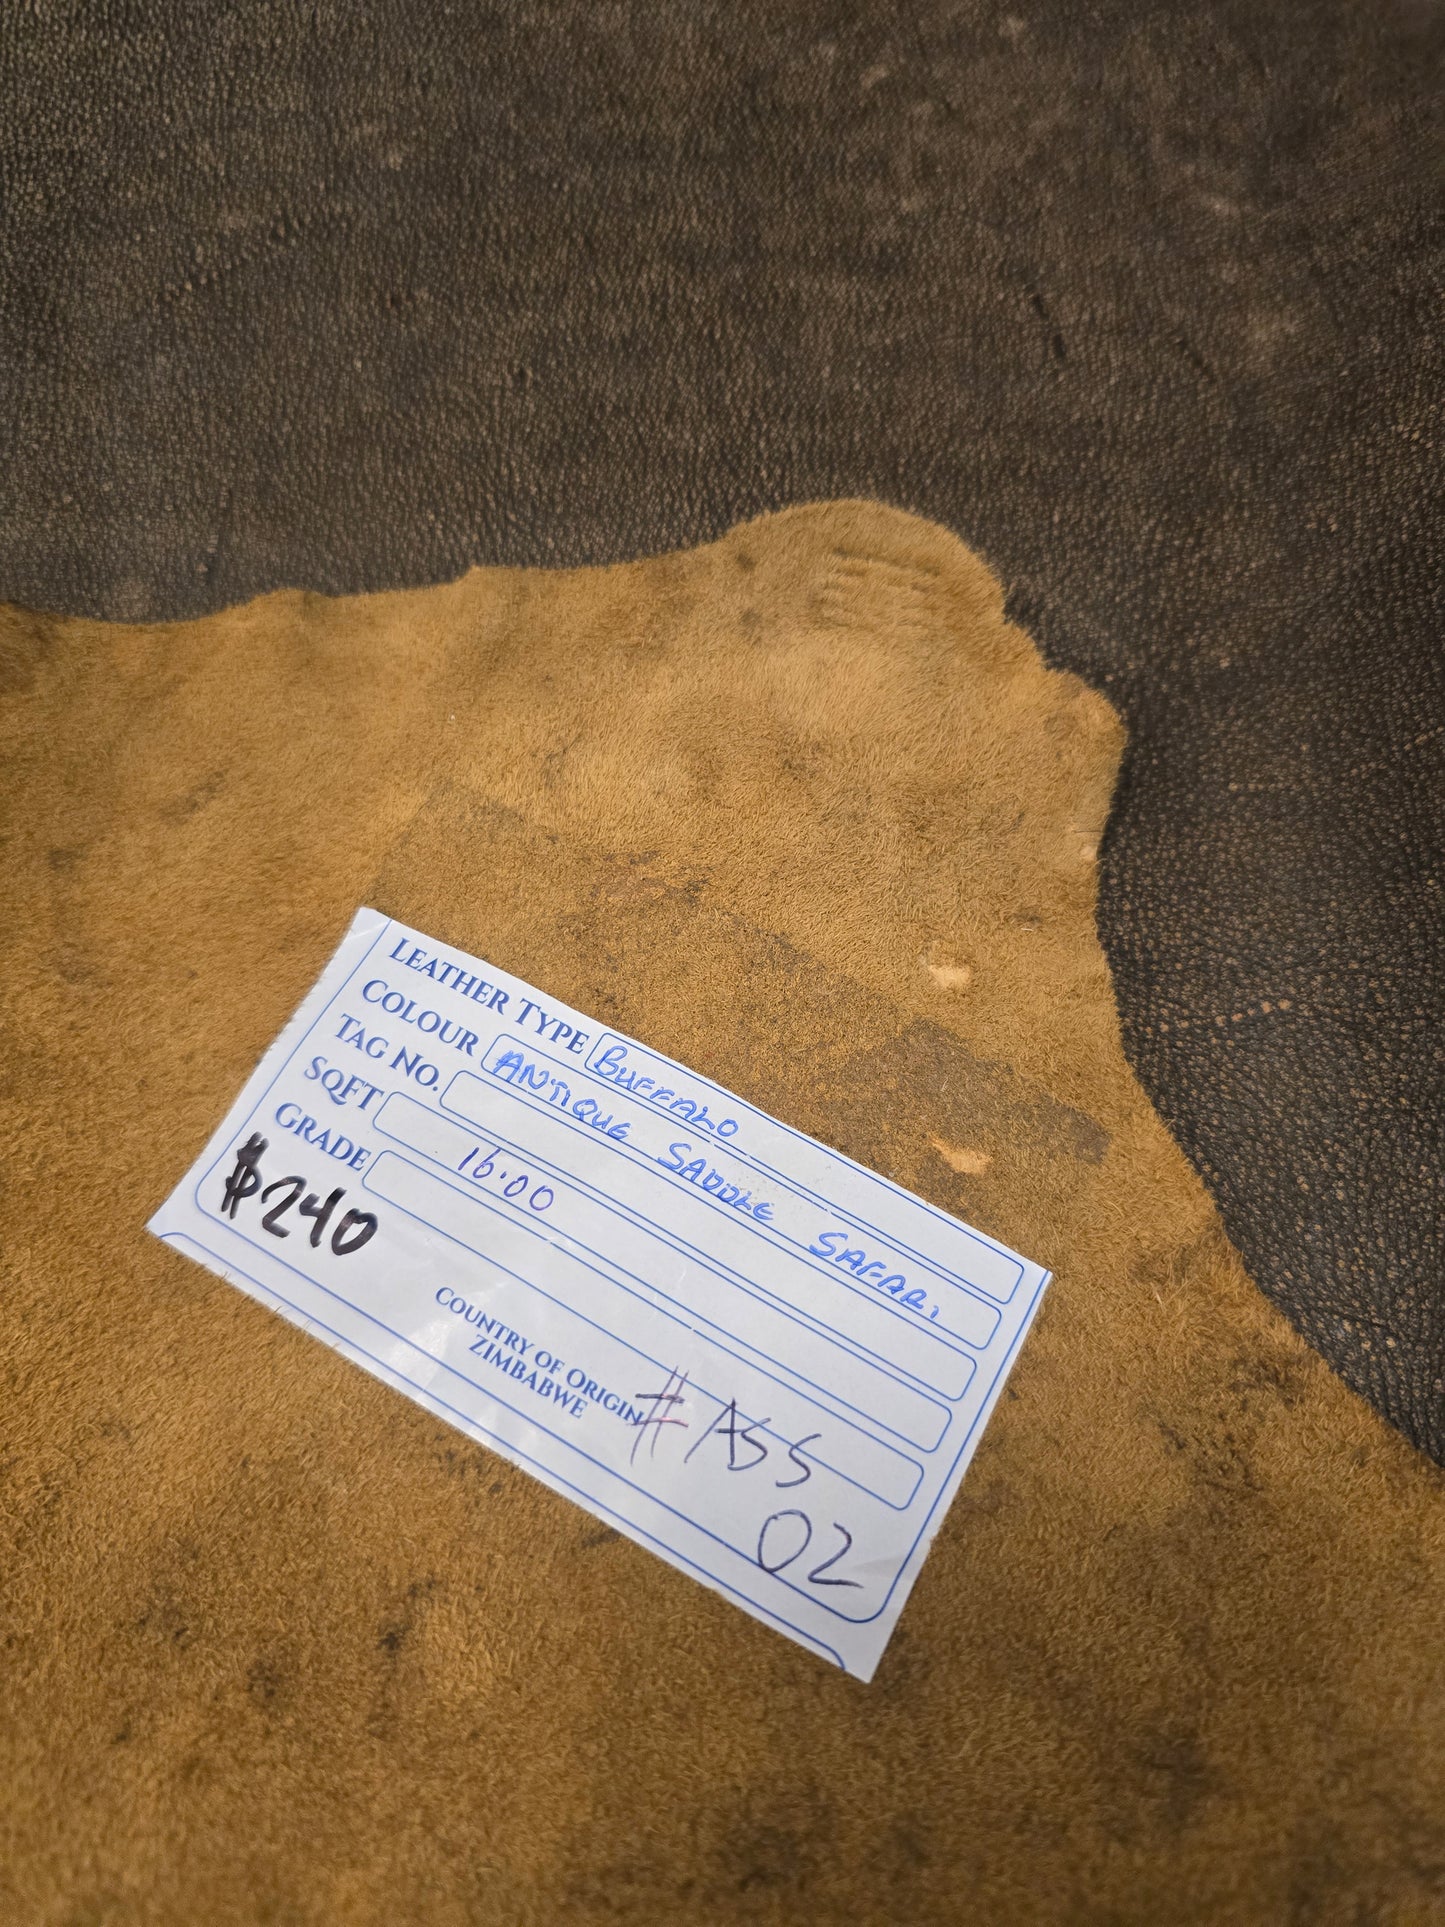 LEATHER TYPE BUFFALO
COLOUR ANTIQUE SADDLE SAFARI
TAG NO.
SQFT 16.00
GRADE
$240
COUNTRY OF ORIGIN
ZIMBABWE
#ASS
02